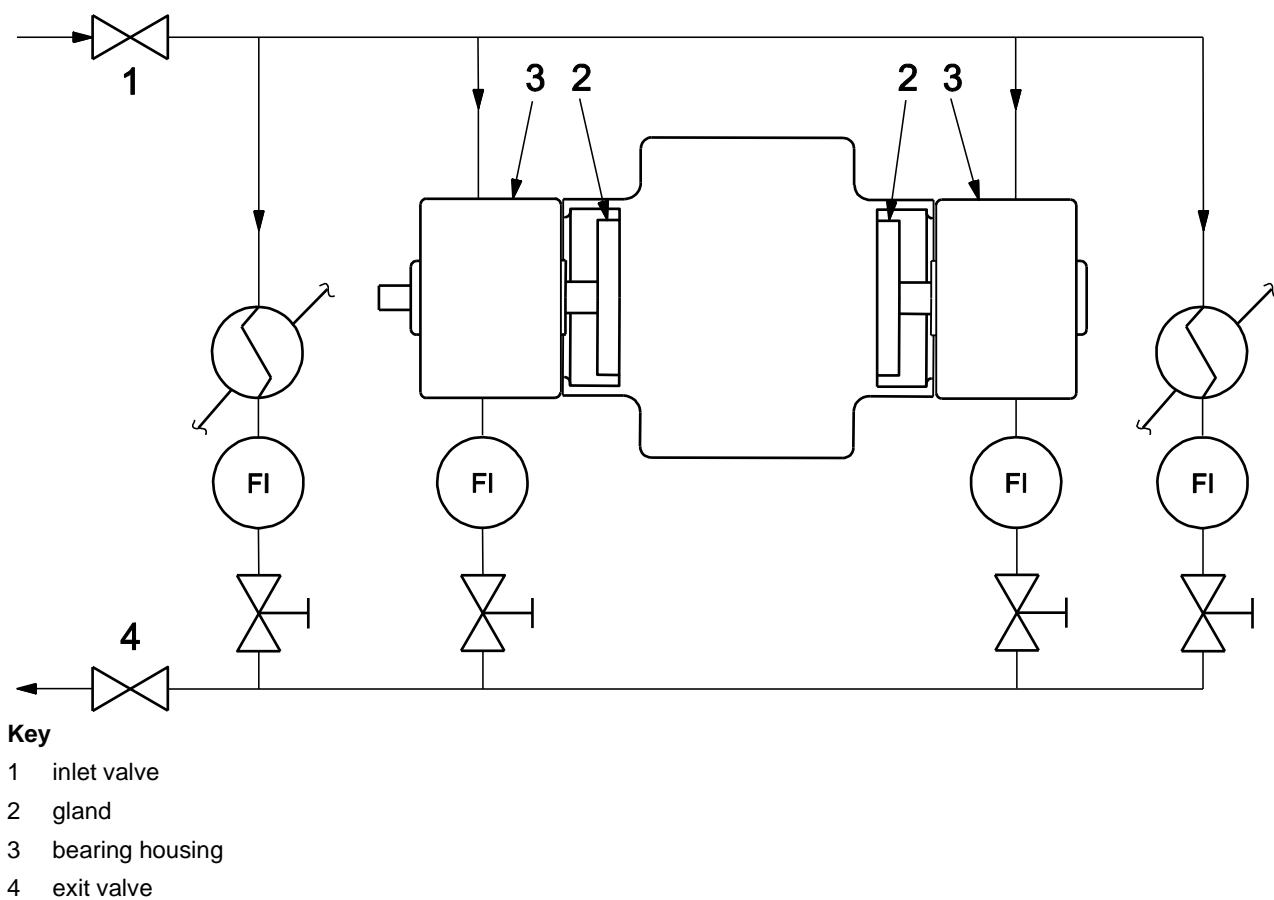 1
3 2 2 3
FI FI FI FI
4
Key
1 inlet valve
2 gland
3 bearing housing
4 exit valve